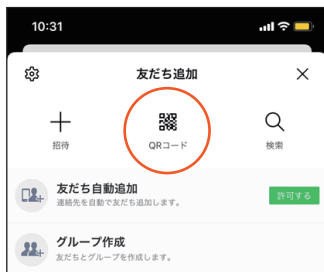 10:31
友だち追加
招待
QRコード
検索
友だち自動追加
連絡先を自動で友だち追加します。
許可する
グループ作成
友だちとグループを作成します。